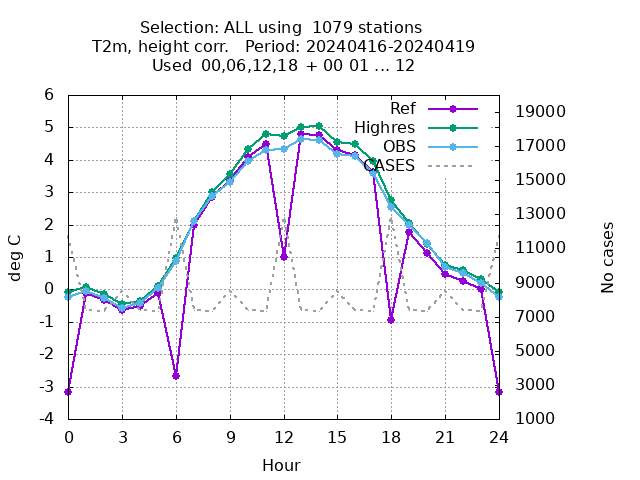 Selection: ALL using  1079 stations
T2m, height corr.   Period: 20240416-20240419
Used  00,06,12,18 + 00 01 ... 12
Ref
Highres
OBS
CASES
6
5
4
3
2
1
0
-1
-2
-3
-4
deg C
19000
17000
15000
13000
11000
9000
7000
5000
3000
1000
No cases
0 3 6 9 12 15 18 21 24
Hour